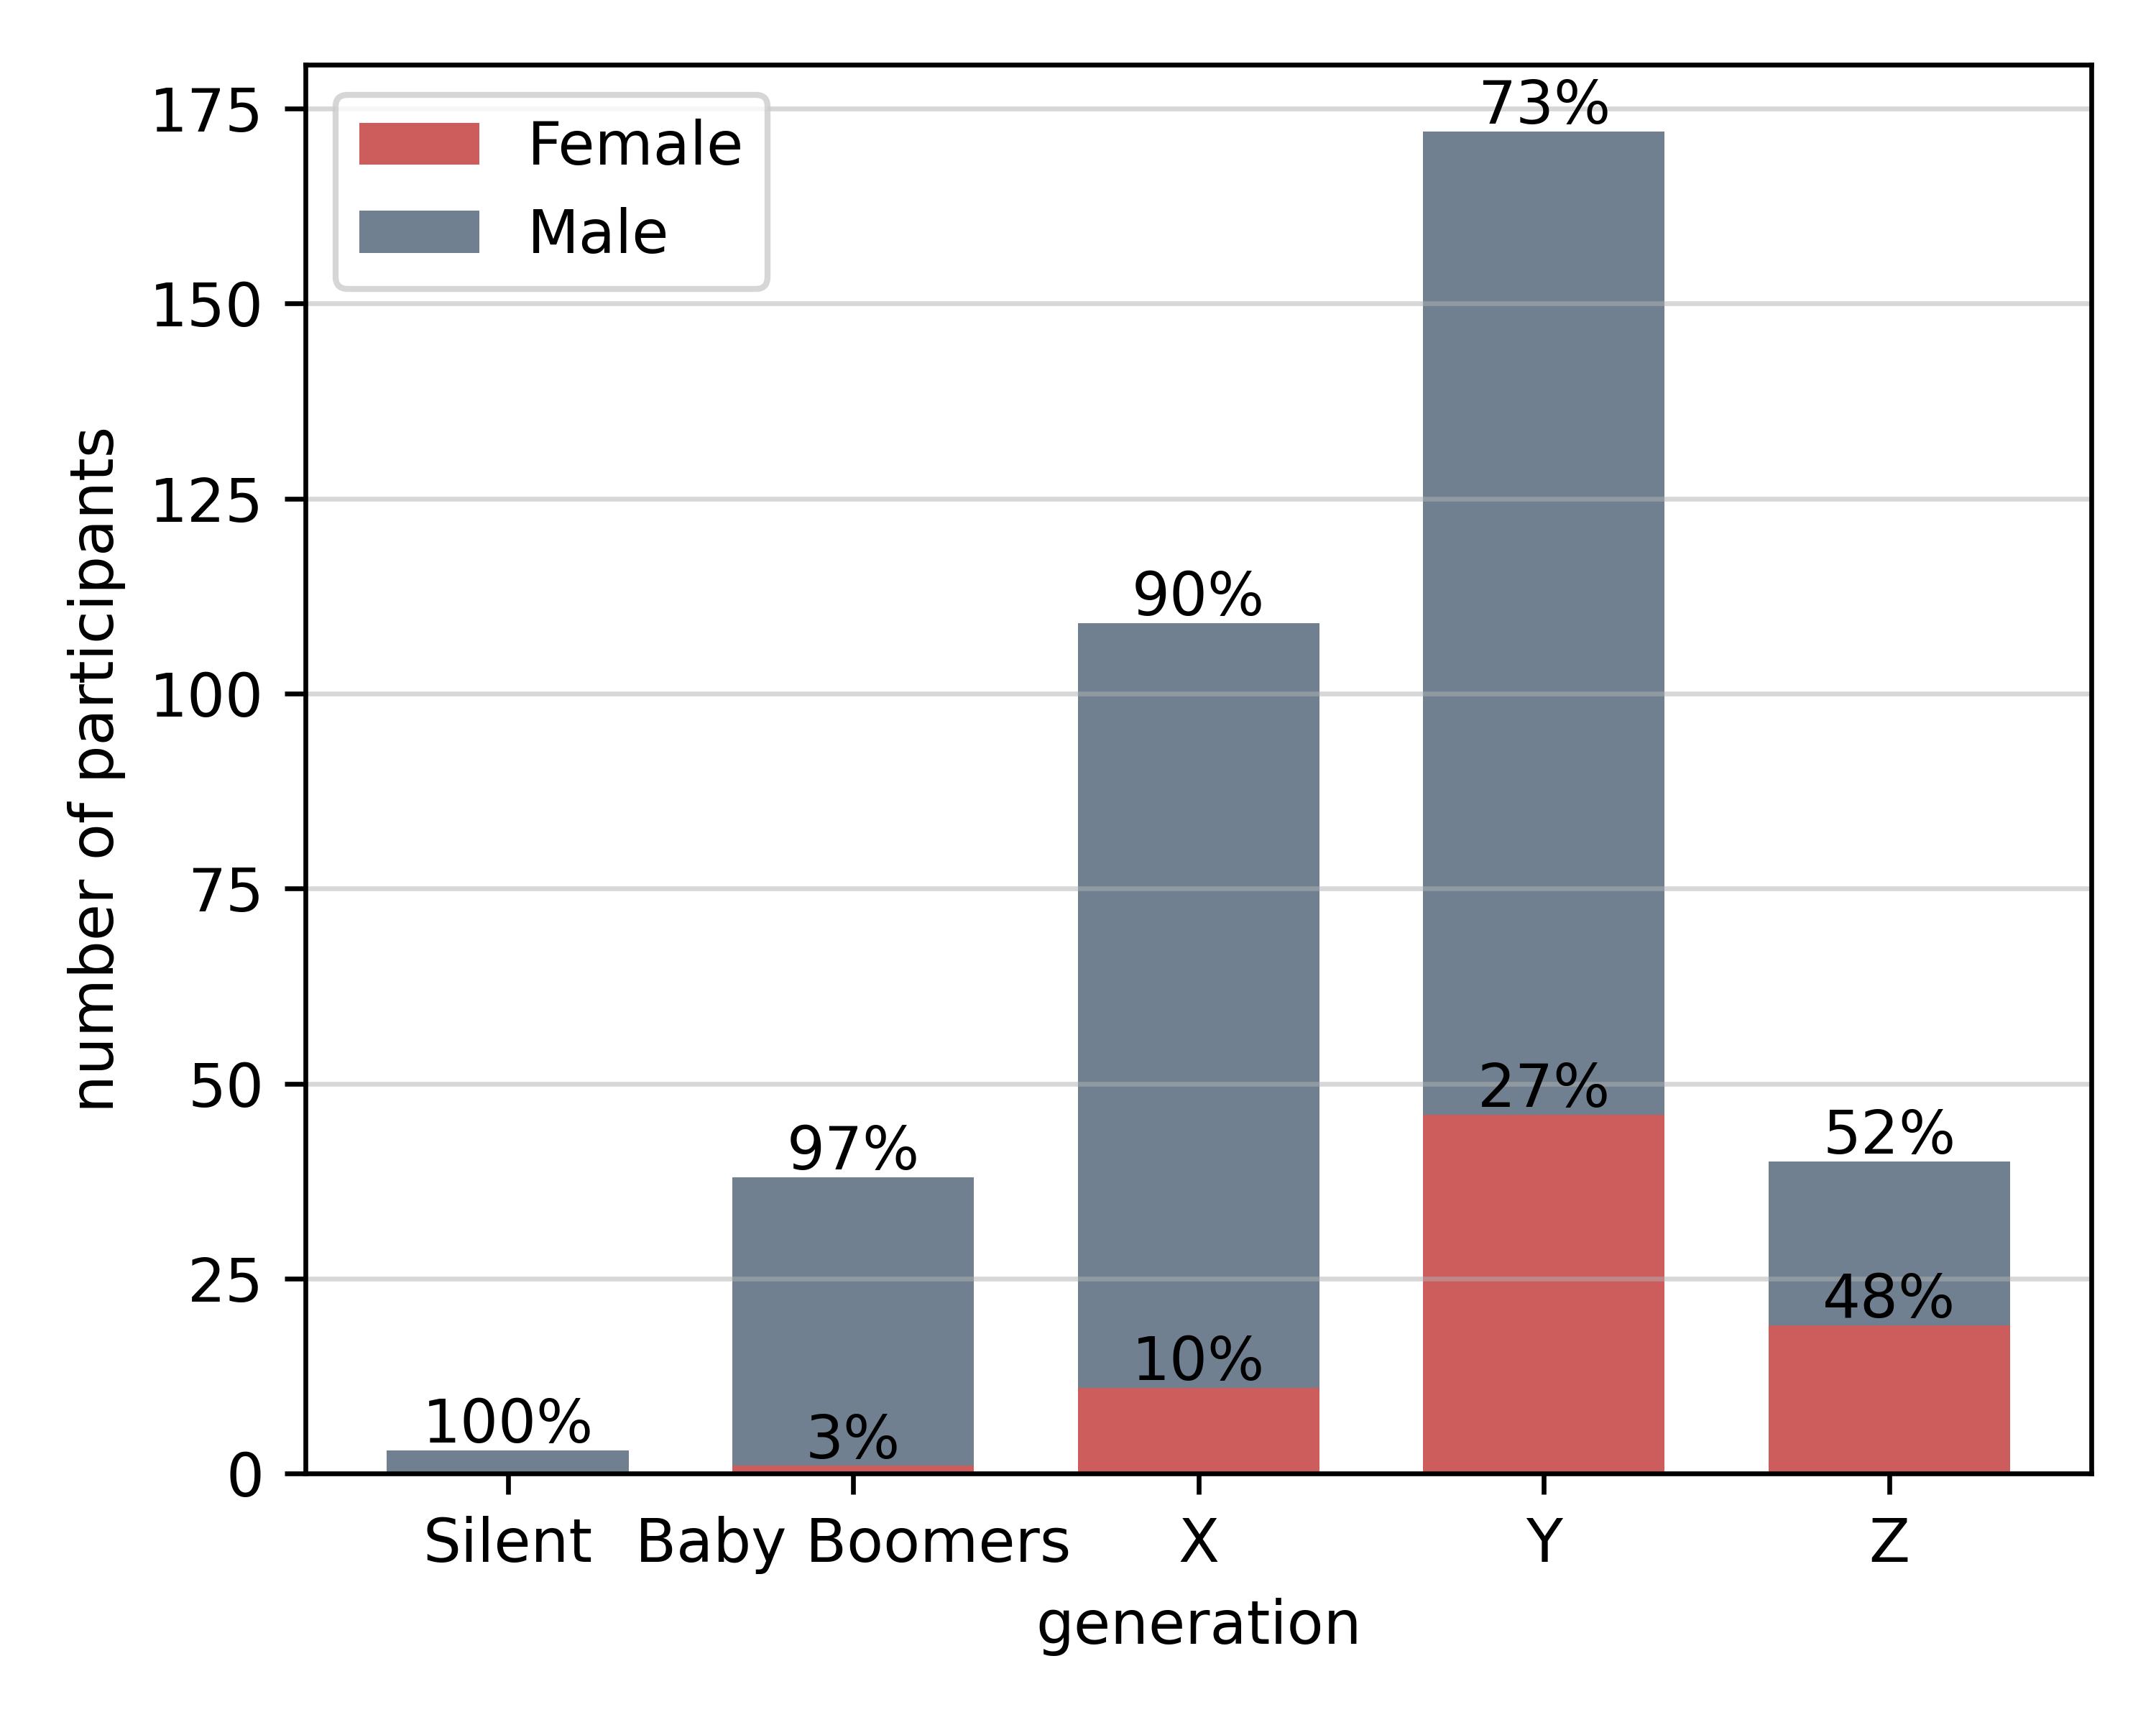 175
150
125
100
75
50
25
0
number of participants
Female
Male
100%
97%
3%
90%
10%
73%
27%
52%
48%
Silent
Baby Boomers
X
Y
Z
generation